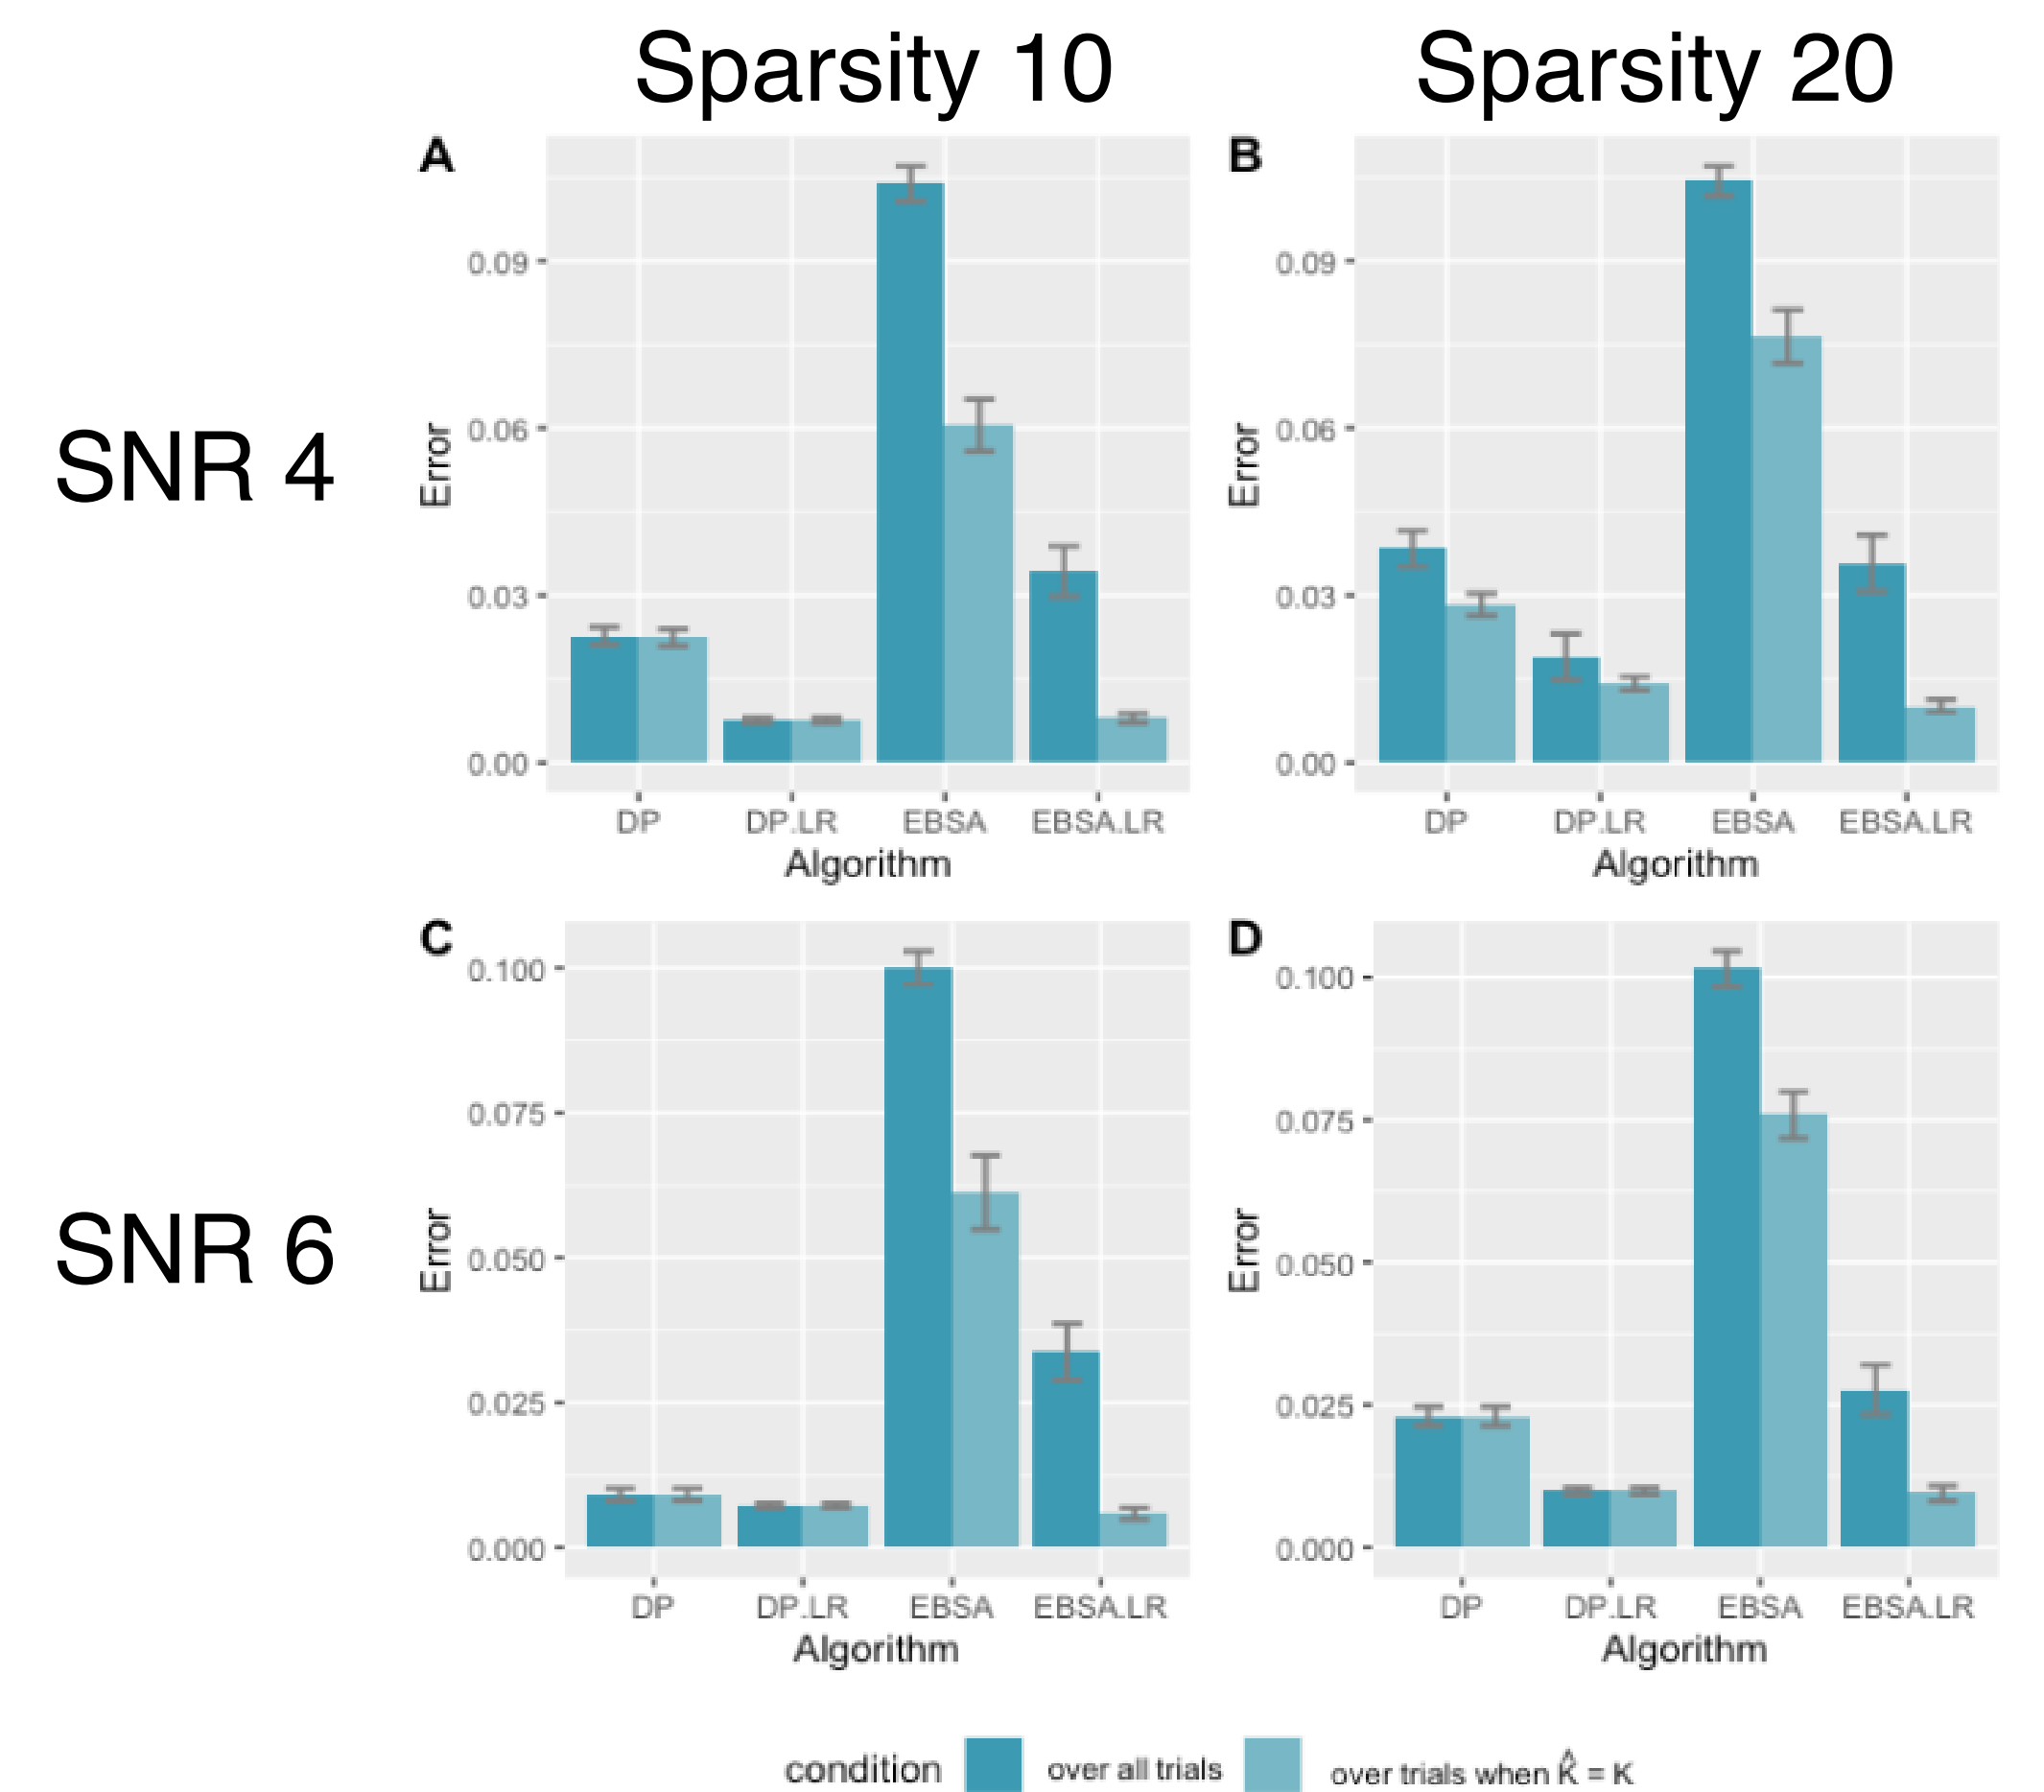 Sparsity 10
Sparsity 20
SNR 4
A
Error
0.09
0.06
0.03
0.00
DP DP.LR EBSA EBSA.LR
Algorithm
B
Error
0.09
0.06
0.03
0.00
DP DP.LR EBSA EBSA.LR
Algorithm
SNR 6
C
Error
0.100
0.075
0.050
0.025
0.000
DP DP.LR EBSA EBSA.LR
Algorithm
D
Error
0.100
0.075
0.050
0.025
0.000
DP DP.LR EBSA EBSA.LR
Algorithm
condition over all trials over trials when K̂ = K